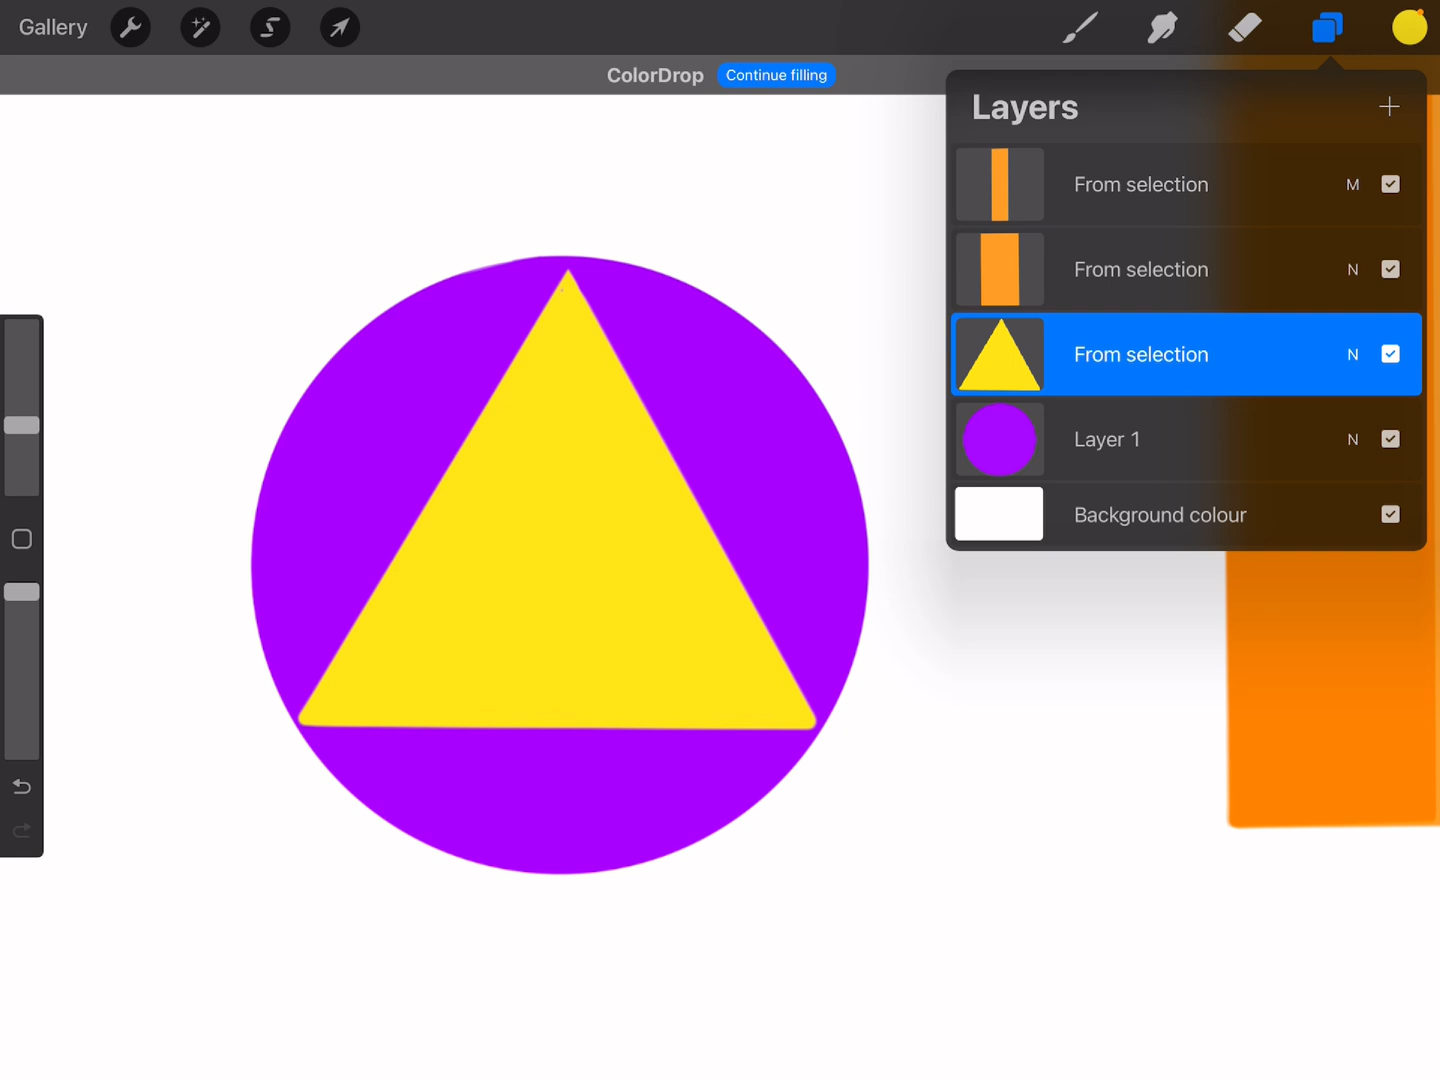 Gallery
ColorDrop Continue filling
Layers
From selection M
From selection N
From selection N
Layer 1 N
Background colour